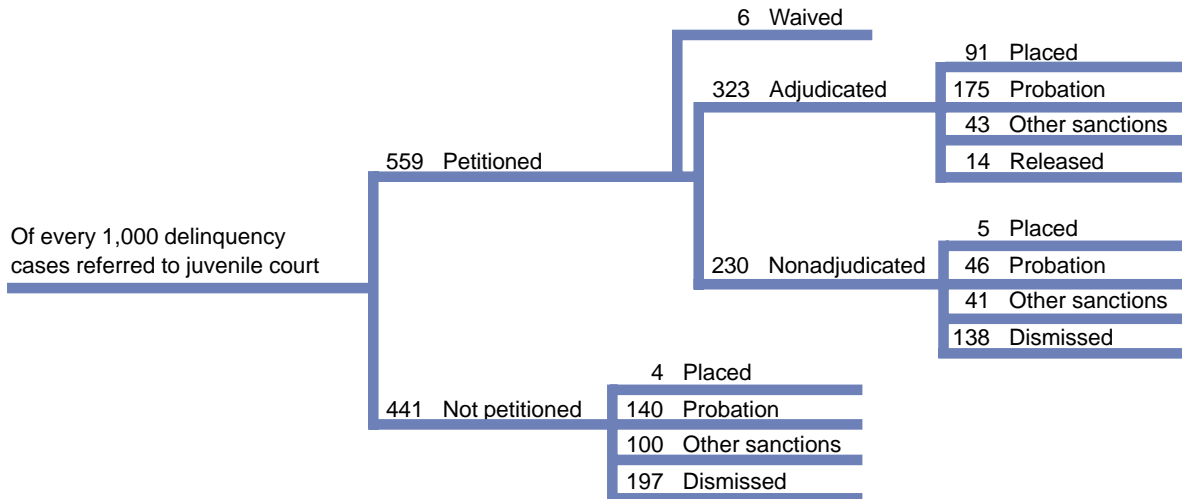 6 Waived
91 Placed
323 Adjudicated
175 Probation
43 Other sanctions
559 Petitioned
14 Released
Of every 1,000 delinquency
cases referred to juvenile court
5 Placed
230 Nonadjudicated
46 Probation
41 Other sanctions
138 Dismissed
4 Placed
441 Not petitioned
140 Probation
100 Other sanctions
197 Dismissed